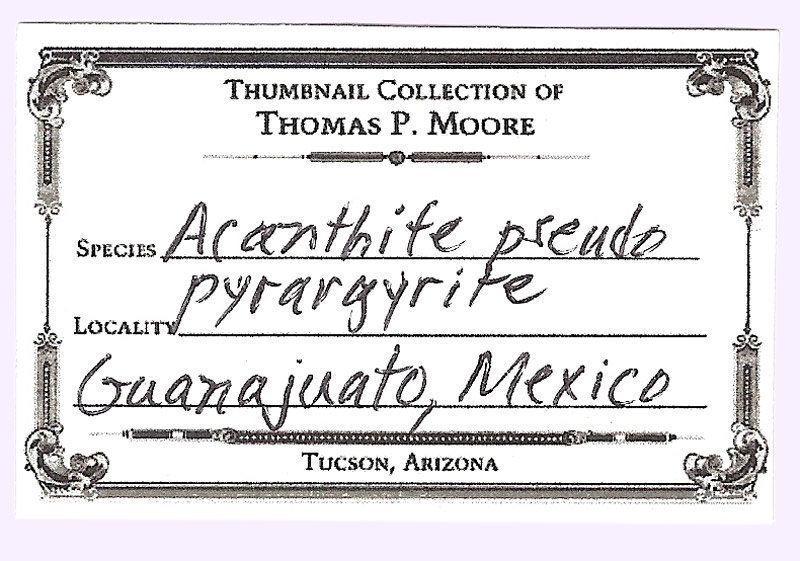 THUMBNAIL COLLECTION OF
THOMAS P. MOORE
SPECIES Acanthite pseudo
pyrargyrite
LOCALITY
Guanajuato, Mexico
TUCSON, ARIZONA